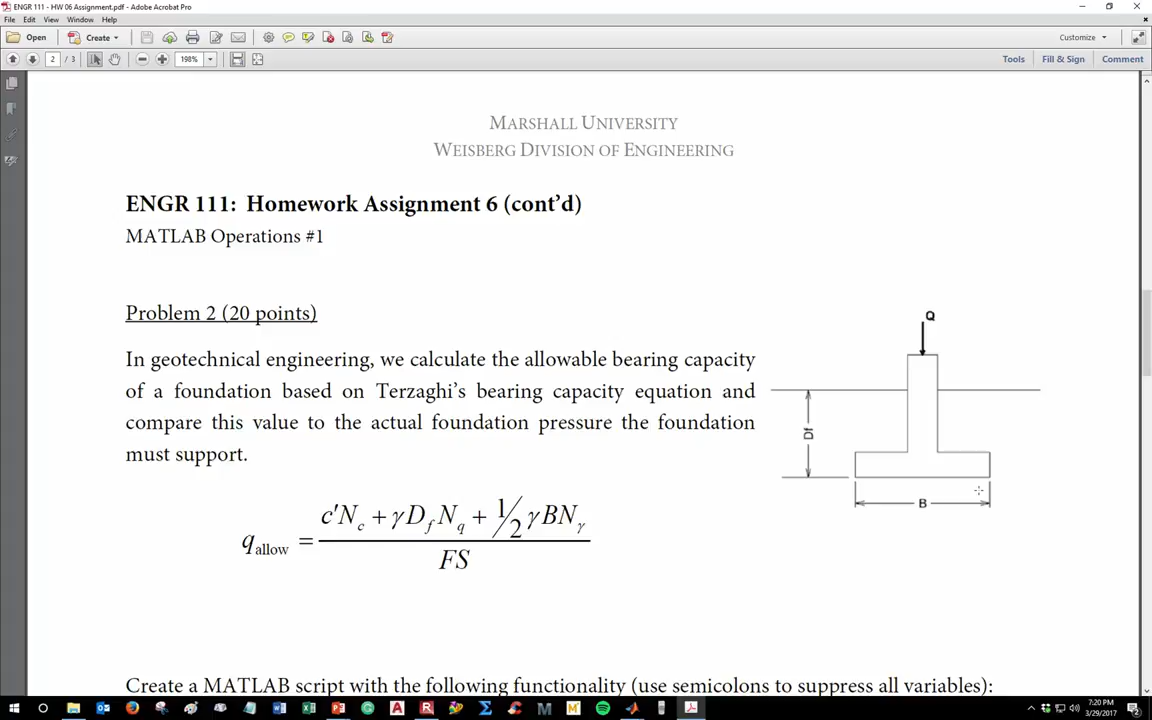 ENGR 111 - HW 06 Assignment.pdf - Adobe Acrobat Pro
File Edit View Window Help
Open Create Customize
2 / 3 198% Tools Fill & Sign Comment
MARSHALL UNIVERSITY
WEISBERG DIVISION OF ENGINEERING
ENGR 111: Homework Assignment 6 (cont'd)
MATLAB Operations #1
Problem 2 (20 points)
In geotechnical engineering, we calculate the allowable bearing capacity
of a foundation based on Terzaghi's bearing capacity equation and
compare this value to the actual foundation pressure the foundation
must support.
Q
Df
B
q_allow = (c'N_c + γD_f N_q + 1/2 γBN_γ) / FS
Create a MATLAB script with the following functionality (use semicolons to suppress all variables):
7:20 PM
3/29/2017